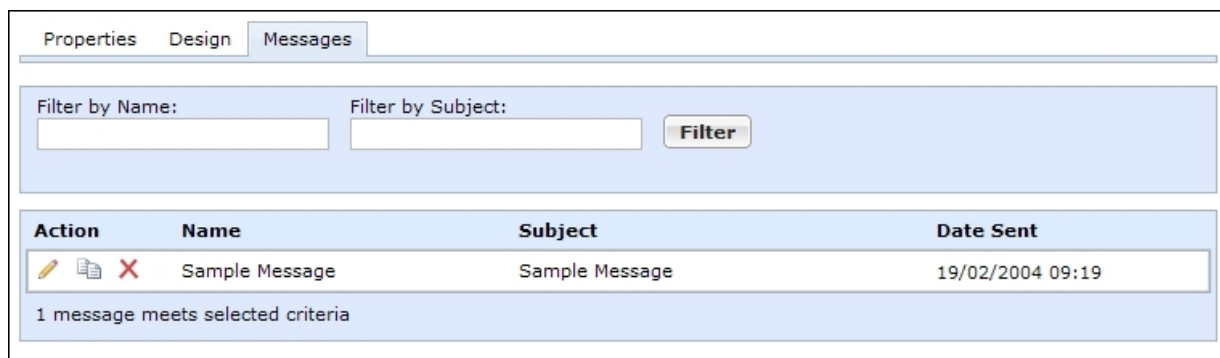 Properties Design Messages
Filter by Name: Filter by Subject:
Filter
Action Name Subject Date Sent
Sample Message Sample Message 19/02/2004 09:19
1 message meets selected criteria